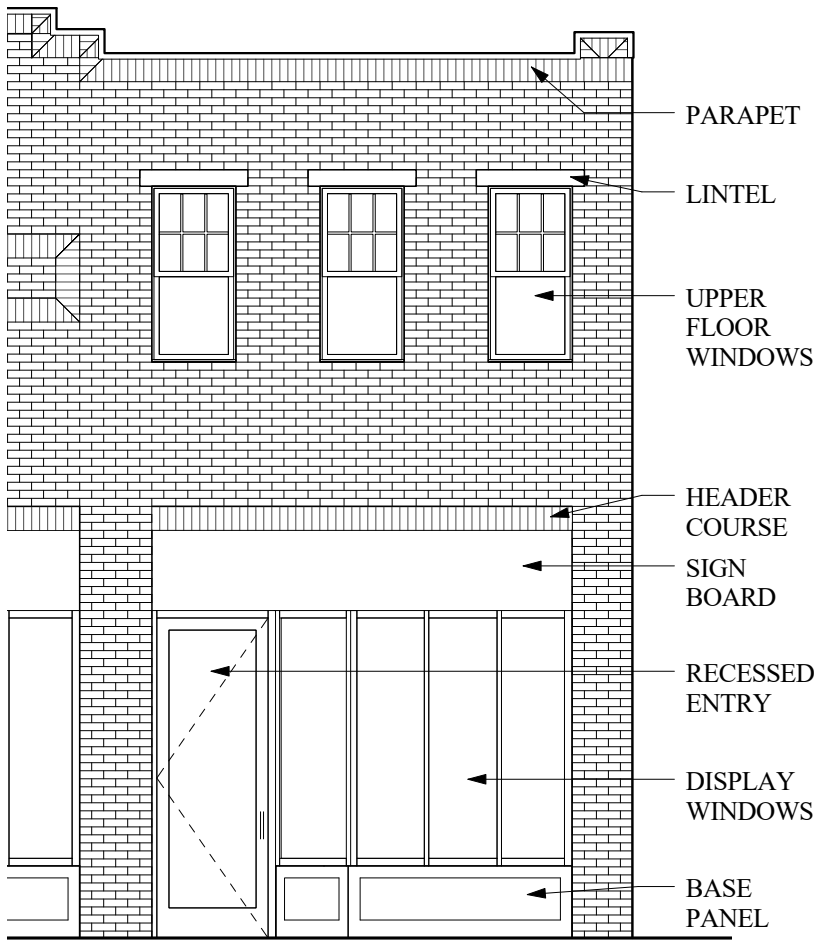 PARAPET
LINTEL
UPPER
FLOOR
WINDOWS
HEADER
COURSE
SIGN
BOARD
RECESSED
ENTRY
DISPLAY
WINDOWS
BASE
PANEL